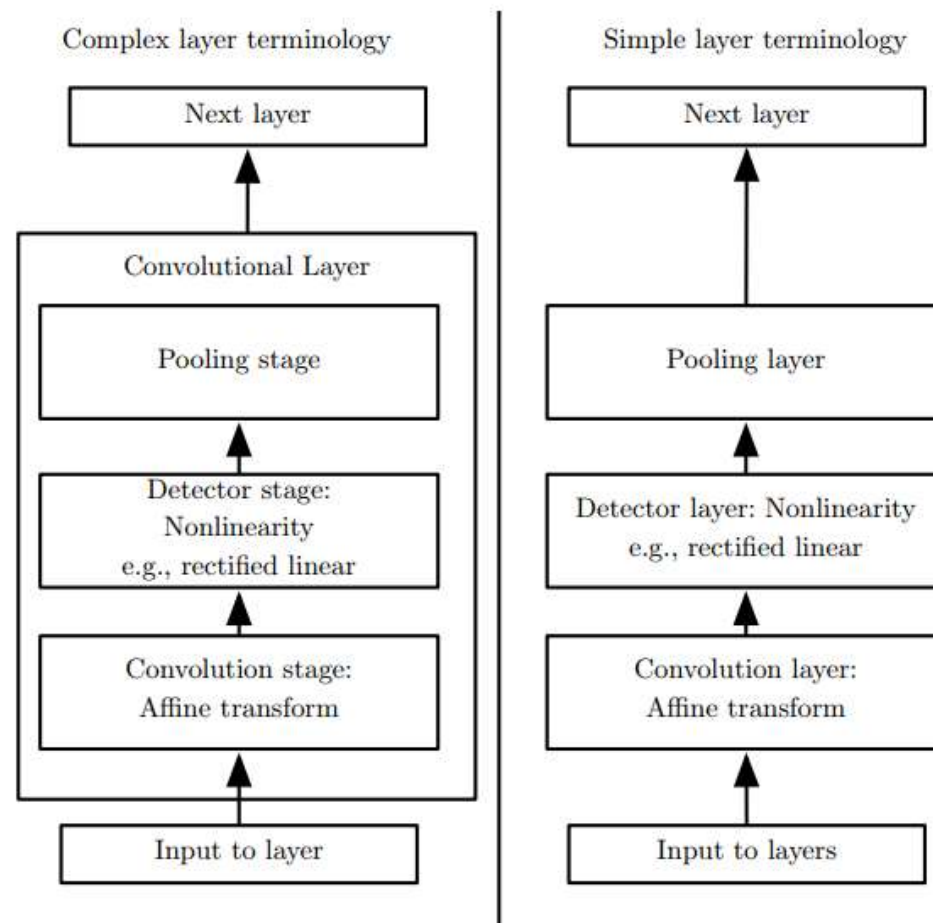 Complex layer terminology
Next layer
Convolutional Layer
Pooling stage
Detector stage:
Nonlinearity
e.g., rectified linear
Convolution stage:
Affine transform
Input to layer
Simple layer terminology
Next layer
Pooling layer
Detector layer: Nonlinearity
e.g., rectified linear
Convolution layer:
Affine transform
Input to layers